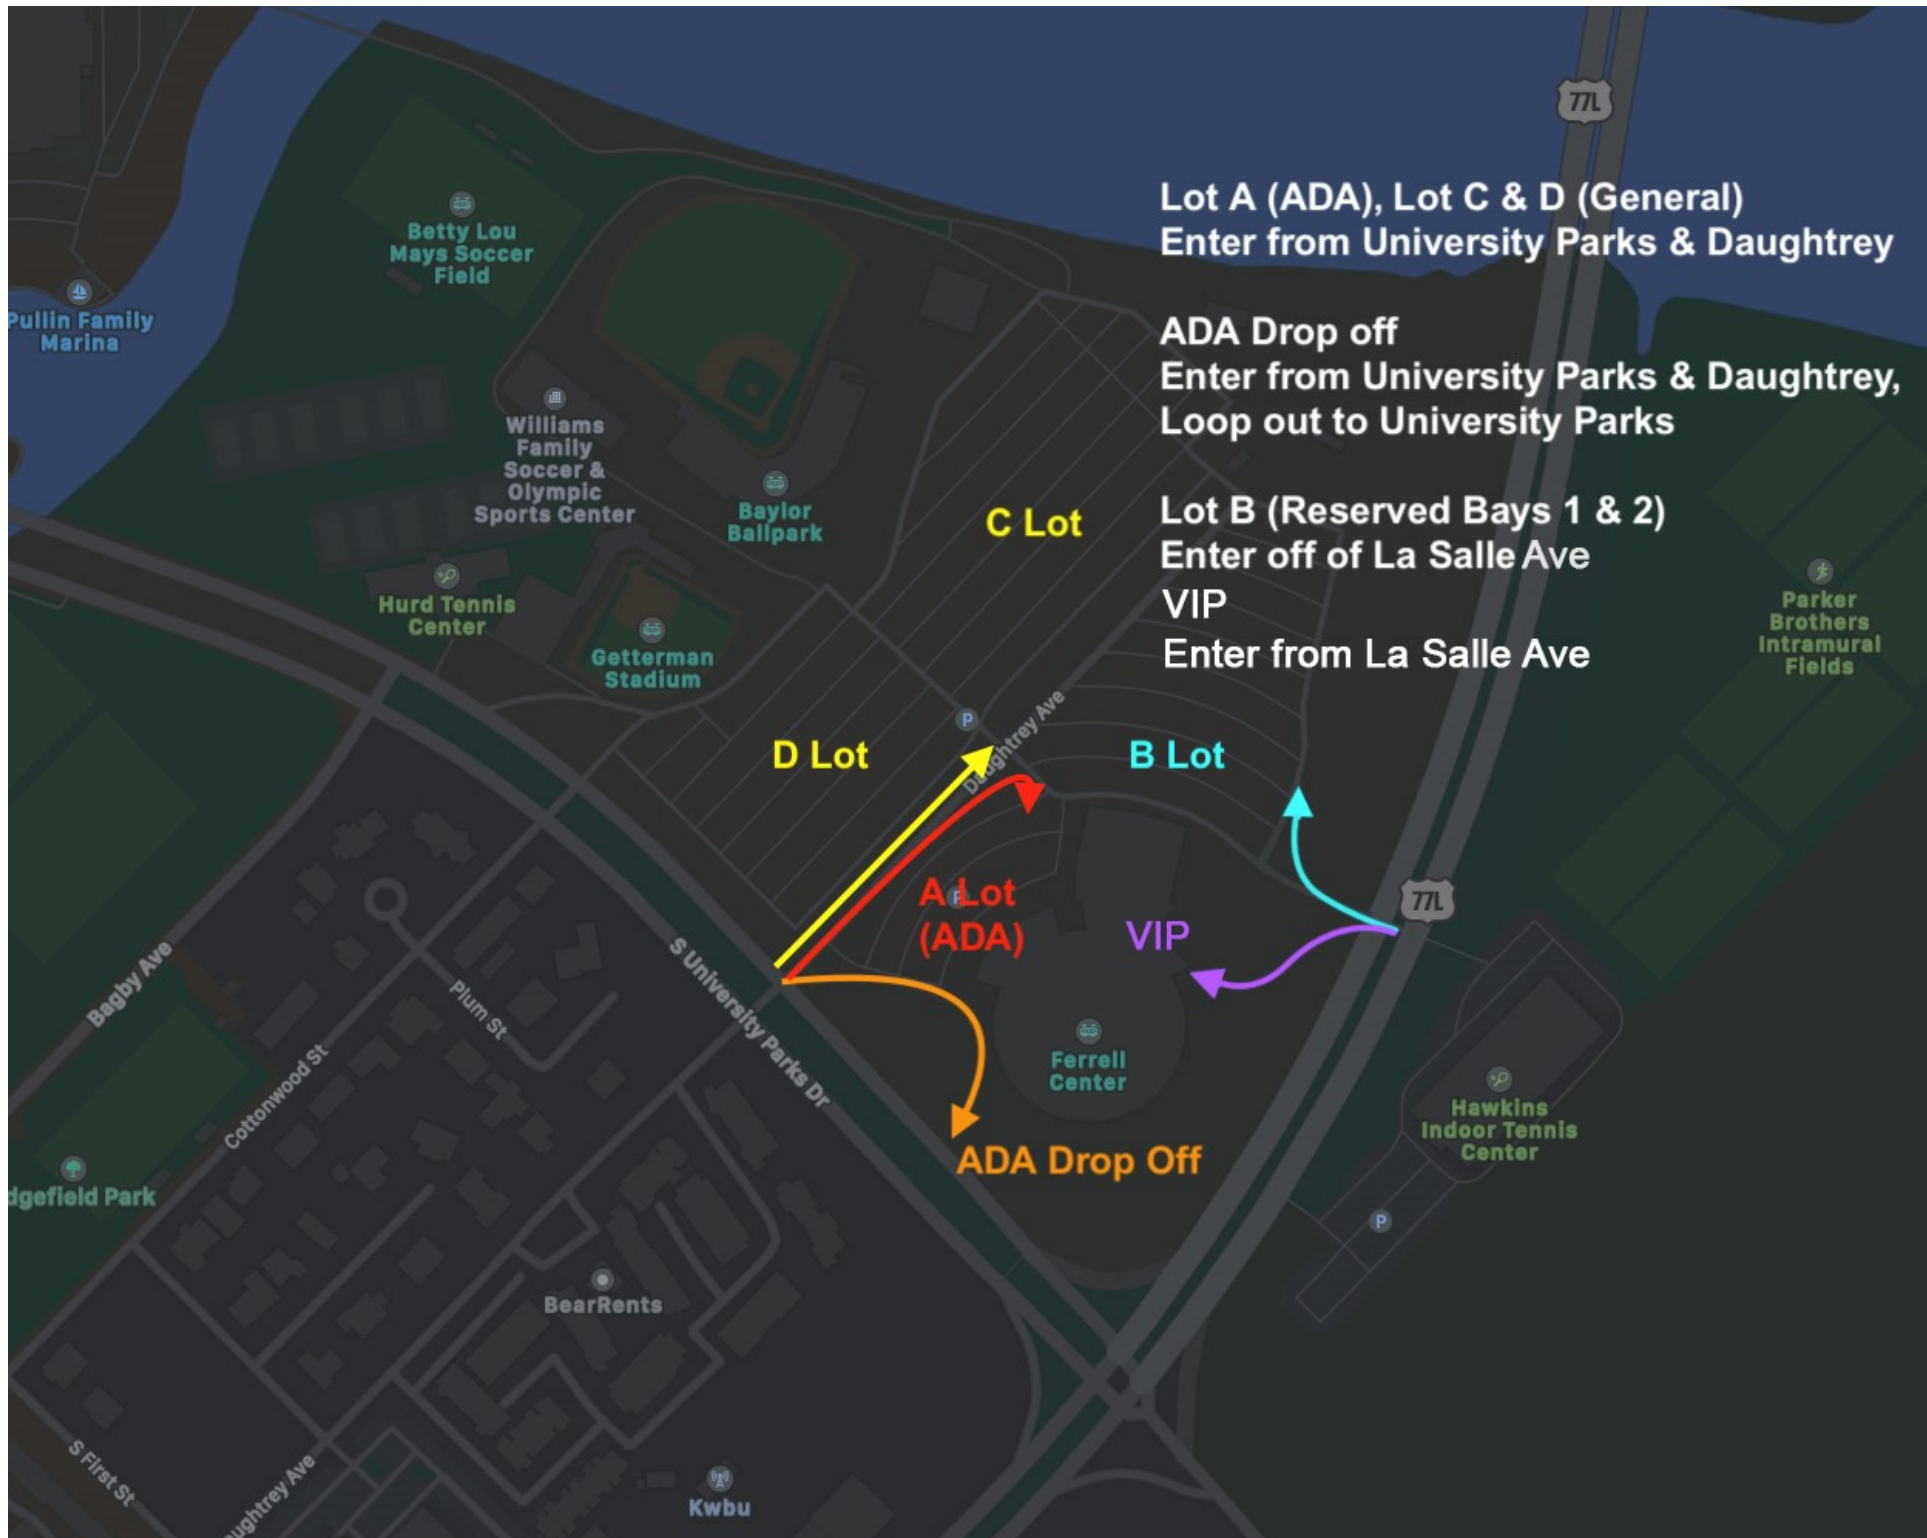 77L
Lot A (ADA), Lot C & D (General)
Enter from University Parks & Daughtrey
ADA Drop off
Enter from University Parks & Daughtrey,
Loop out to University Parks
Lot B (Reserved Bays 1 & 2)
Enter off of La Salle Ave
VIP
Enter from La Salle Ave
Betty Lou
Mays Soccer
Field
Pullin Family
Marina
Williams
Family
Soccer &
Olympic
Sports Center
Baylor
Ballpark
C Lot
Hurd Tennis
Center
Getterman
Stadium
Parker
Brothers
Intramural
Fields
P
Daughtrey Ave
D Lot
B Lot
A Lot
(ADA)
P
VIP
77L
S University Parks Dr
Bagby Ave
Plum St
Cottonwood St
Ferrell
Center
Hawkins
Indoor Tennis
Center
ADA Drop Off
dgefield Park
P
BearRents
S First St
aughtrey Ave
Kwbu